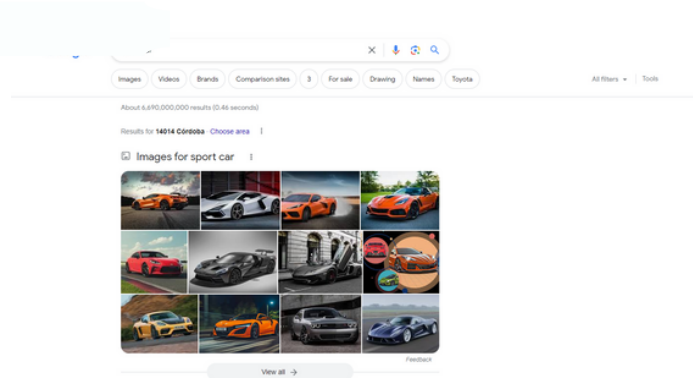 Images Videos Brands Comparison sites 3 For sale Drawing Names Toyota All filters Tools
About 6,690,000,000 results (0.46 seconds)
Results for 14014 Córdoba · Choose area
Images for sport car
Feedback
View all